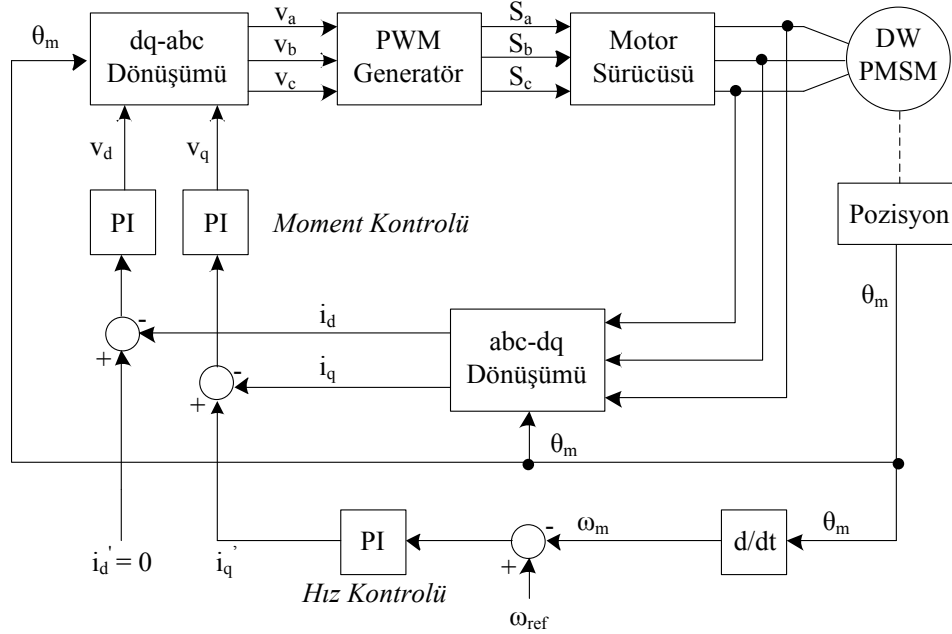 θm
dq-abc
Dönüşümü
va
vb
vc
PWM
Generatör
Sa
Sb
Sc
Motor
Sürücüsü
DW
PMSM
vd
vq
PI
PI
Moment Kontrolü
Pozisyon
θm
-
+
id
-
+
iq
abc-dq
Dönüşümü
θm
id' = 0
iq'
PI
Hız Kontrolü
-
+
ωref
ωm
d/dt
θm